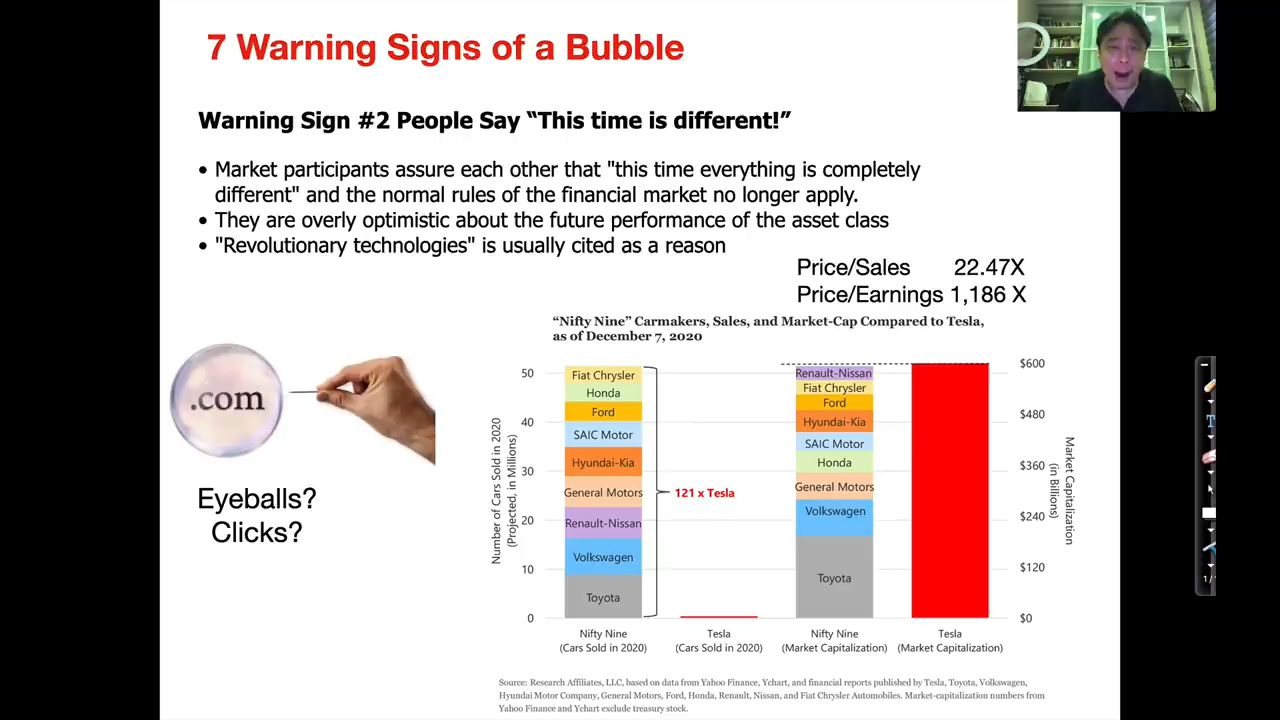 7 Warning Signs of a Bubble
Warning Sign #2 People Say “This time is different!”
• Market participants assure each other that "this time everything is completely
different" and the normal rules of the financial market no longer apply.
• They are overly optimistic about the future performance of the asset class
• "Revolutionary technologies" is usually cited as a reason
Price/Sales 22.47X
Price/Earnings 1,186 X
.com
Eyeballs?
Clicks?
“Nifty Nine” Carmakers, Sales, and Market-Cap Compared to Tesla,
as of December 7, 2020
Number of Cars Sold in 2020
(Projected, in Millions)
50
40
30
20
10
0
Fiat Chrysler
Honda
Ford
SAIC Motor
Hyundai-Kia
General Motors
Renault-Nissan
Volkswagen
Toyota
121 x Tesla
Renault-Nissan
Fiat Chrysler
Ford
Hyundai-Kia
SAIC Motor
Honda
General Motors
Volkswagen
Toyota
$600
$480
$360
$240
$120
$0
Market Capitalization
(in Billions)
Nifty Nine
(Cars Sold in 2020)
Tesla
(Cars Sold in 2020)
Nifty Nine
(Market Capitalization)
Tesla
(Market Capitalization)
Source: Research Affiliates, LLC, based on data from Yahoo Finance, Ychart, and financial reports published by Tesla, Toyota, Volkswagen,
Hyundai Motor Company, General Motors, Ford, Honda, Renault, Nissan, and Fiat Chrysler Automobiles. Market-capitalization numbers from
Yahoo Finance and Ychart exclude treasury stock.